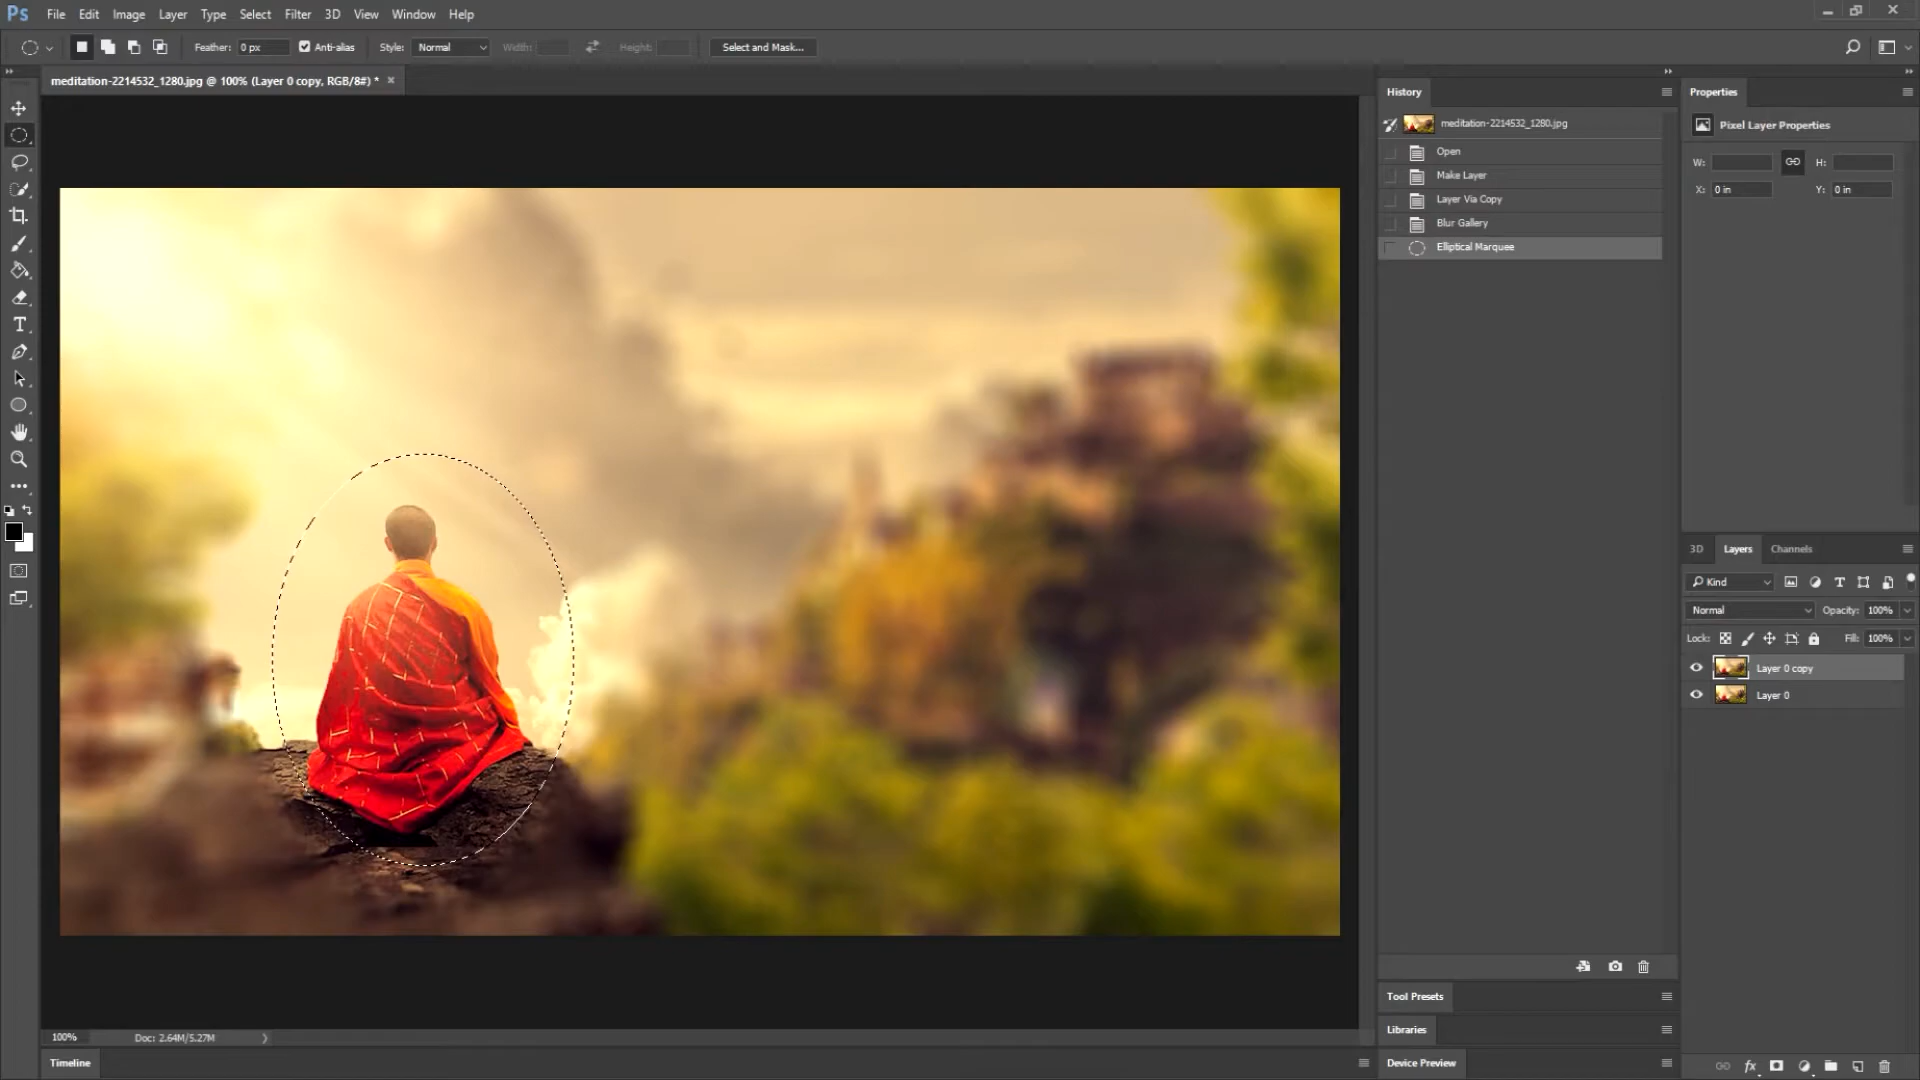 Ps File Edit Image Layer Type Select Filter 3D View Window Help
Feather: 0 px Anti-alias Style: Normal Width: Height: Select and Mask...
meditation-2214532_1280.jpg @ 100% (Layer 0 copy, RGB/8#) * ×
History
meditation-2214532_1280.jpg
Open
Make Layer
Layer Via Copy
Blur Gallery
Elliptical Marquee
Properties
Pixel Layer Properties
W: H:
X: 0 in Y: 0 in
3D Layers Channels
Kind
Normal Opacity: 100%
Lock: Fill: 100%
Layer 0 copy
Layer 0
Tool Presets
Libraries
Device Preview
100% Doc: 2.64M/5.27M
Timeline